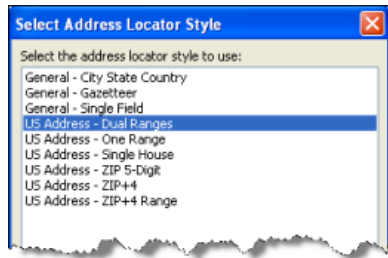 Select Address Locator Style
Select the address locator style to use:
General - City State Country
General - Gazetteer
General - Single Field
US Address - Dual Ranges
US Address - One Range
US Address - Single House
US Address - ZIP 5-Digit
US Address - ZIP+4
US Address - ZIP+4 Range